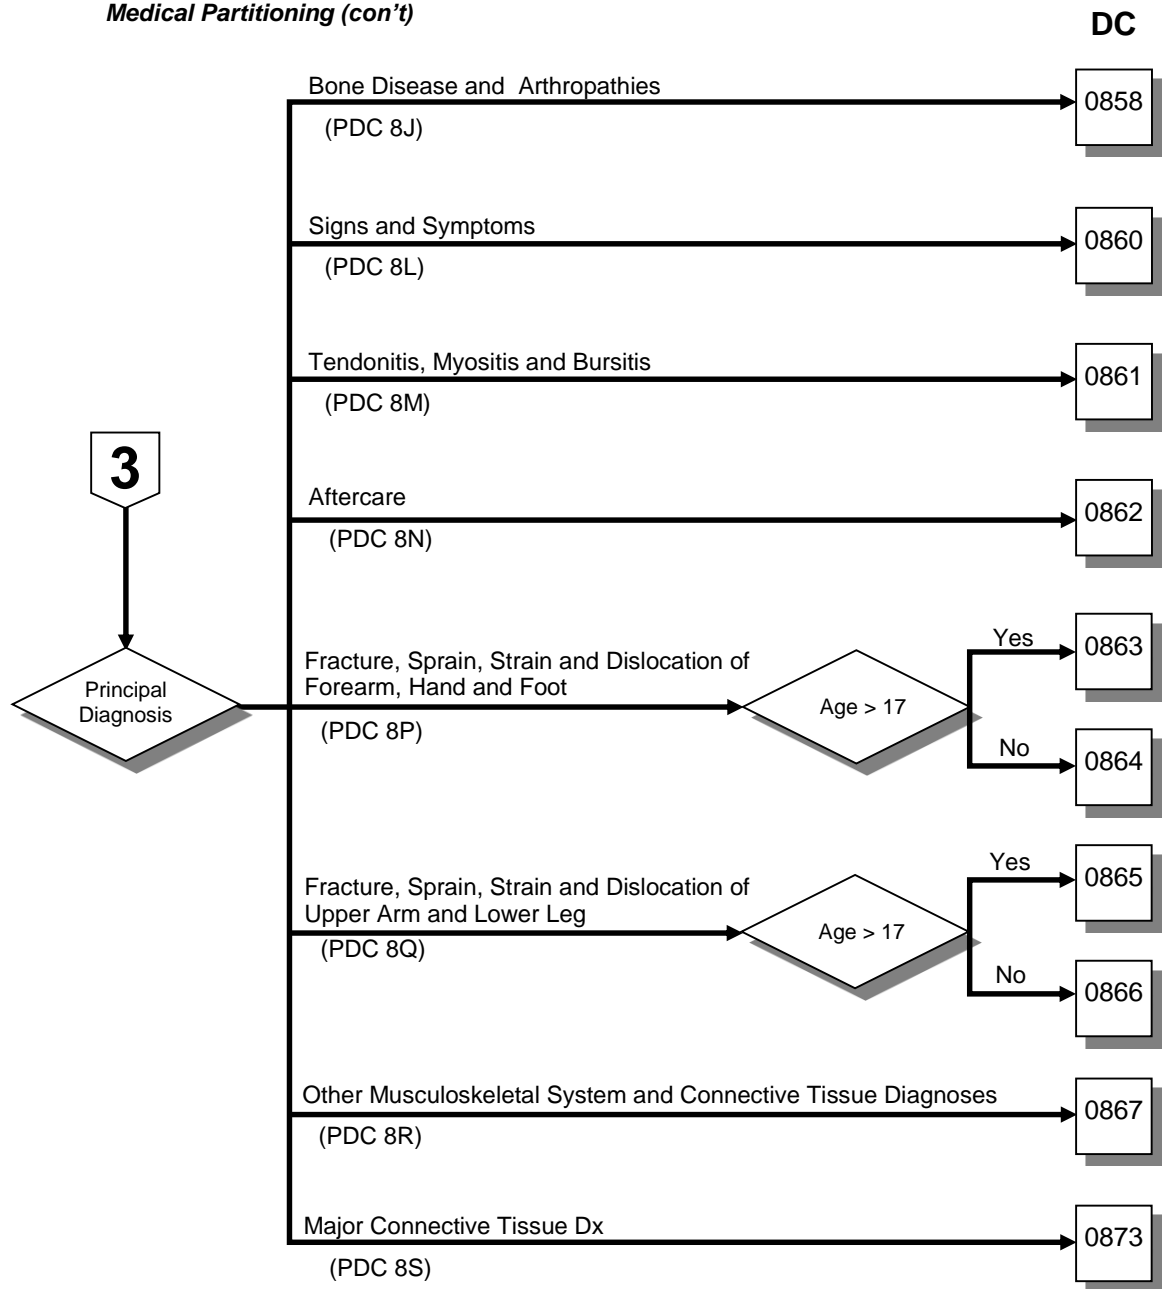 Medical Partitioning (con't)
DC
Bone Disease and  Arthropathies
(PDC 8J)
0858
Signs and Symptoms
(PDC 8L)
0860
Tendonitis, Myositis and Bursitis
(PDC 8M)
0861
3
Aftercare
(PDC 8N)
0862
Principal
Diagnosis
Fracture, Sprain, Strain and Dislocation of
Forearm, Hand and Foot
(PDC 8P)
Age > 17
Yes
0863
No
0864
Fracture, Sprain, Strain and Dislocation of
Upper Arm and Lower Leg
(PDC 8Q)
Age > 17
Yes
0865
No
0866
Other Musculoskeletal System and Connective Tissue Diagnoses
(PDC 8R)
0867
Major Connective Tissue Dx
(PDC 8S)
0873